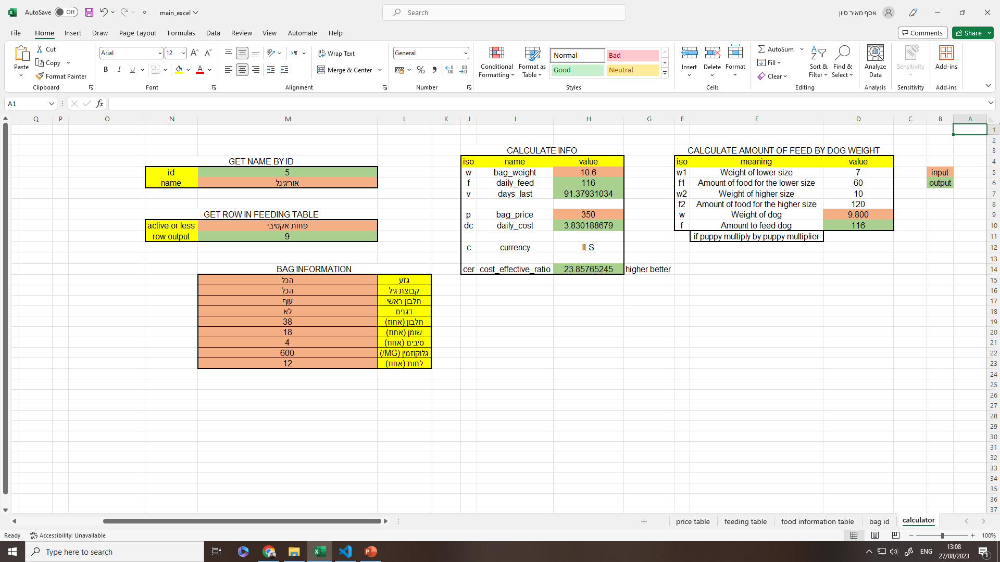 AutoSave Off main_excel Search אסף מאיר סיון
File Home Insert Draw Page Layout Formulas Data Review View Automate Help Comments Share
Paste Cut Copy Format Painter Clipboard
Arial 12 B I U Font
Wrap Text Merge & Center Alignment
General % Number
Conditional Formatting Format as Table Normal Bad Good Neutral Styles
Insert Delete Format Cells
AutoSum Fill Clear Sort & Filter Find & Select Editing
Analyze Data Analysis
Sensitivity Sensitivity
Add-ins Add-ins
A1 fx
Q P O N M L K J I H G F E D C B A
1
2
3
4
5
6
7
8
9
10
11
12
13
14
15
16
17
18
19
20
21
22
23
24
25
26
27
28
29
30
31
32
33
34
35
36
37
GET NAME BY ID
id 5
name אוריגינל
GET ROW IN FEEDING TABLE
active or less פחות אקטיבי
row output 9
BAG INFORMATION
גזע הכל
קבוצת גיל הכל
חלבון ראשי עוף
דגנים לא
חלבון (אחוז) 38
שומן (אחוז) 18
סיבים (אחוז) 4
גלוקוזמין (MG/) 600
לחות (אחוז) 12
CALCULATE INFO
iso name value
w bag_weight 10.6
f daily_feed 116
v days_last 91.37931034
p bag_price 350
dc daily_cost 3.830188679
c currency ILS
cer cost_effective_ratio 23.85765245 higher better
CALCULATE AMOUNT OF FEED BY DOG WEIGHT
iso meaning value
w1 Weight of lower size 7
f1 Amount of food for the lower size 60
w2 Weight of higher size 10
f2 Amount of food for the higher size 120
w Weight of dog 9.800
f Amount to feed dog 116
if puppy multiply by puppy multiplier
input
output
price table feeding table food information table bag id calculator
Ready Accessibility: Unavailable 100%
Type here to search ENG 13:08
27/08/2023 1